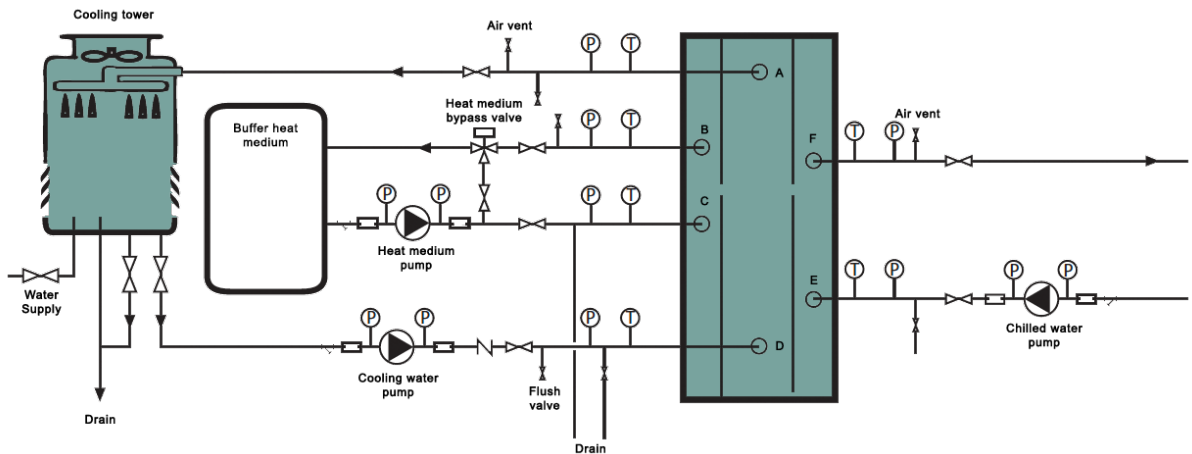 Cooling tower
Air vent
P
T
A
Buffer heat
medium
Heat medium
bypass valve
P
T
B
Air vent
T
P
F
P
P
P
T
C
Heat medium
pump
Water
Supply
T
P
E
P
P
Chilled water
pump
P
P
P
T
D
Cooling water
pump
Flush
valve
Drain
Drain